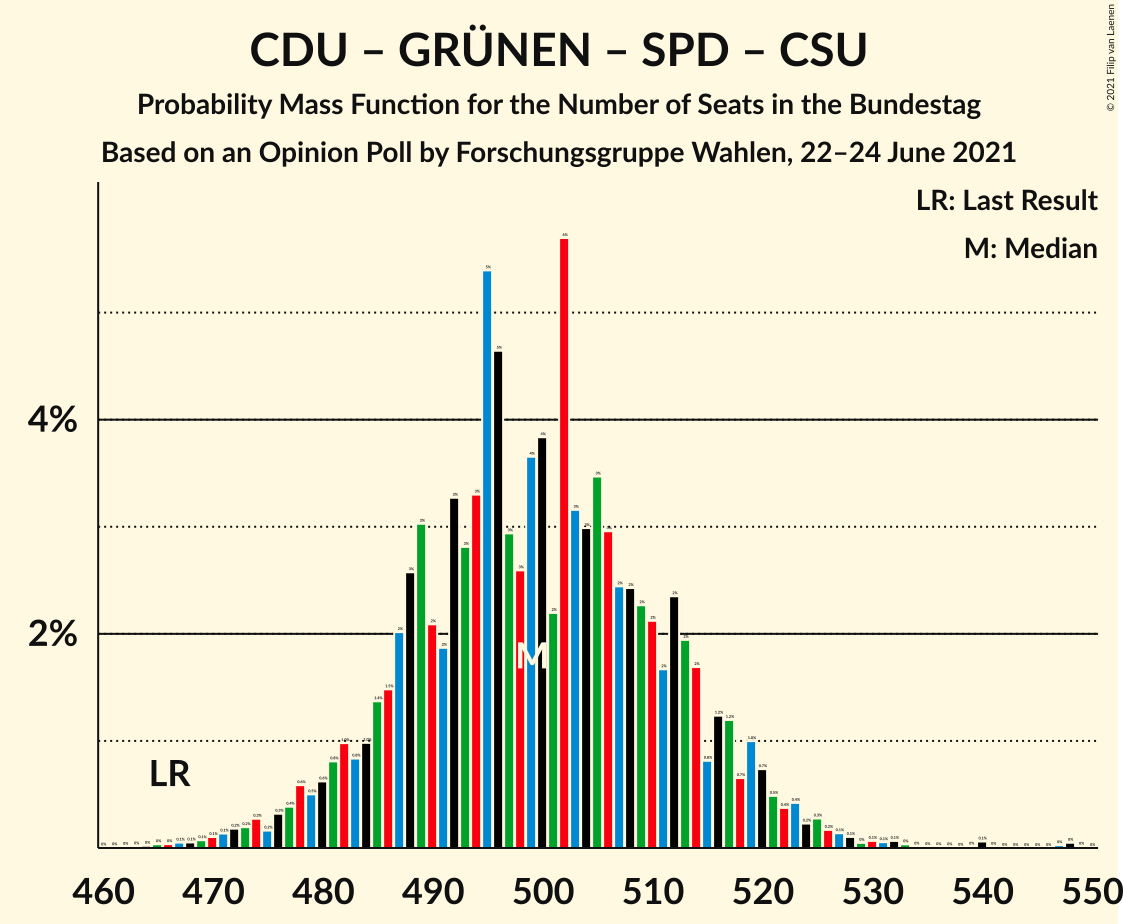 CDU – GRÜNEN – SPD – CSU
Probability Mass Function for the Number of Seats in the Bundestag
Based on an Opinion Poll by Forschungsgruppe Wahlen, 22–24 June 2021
© 2021 Filip van Laenen
LR: Last Result
M: Median
4%
2%
LR
M
460 470 480 490 500 510 520 530 540 550